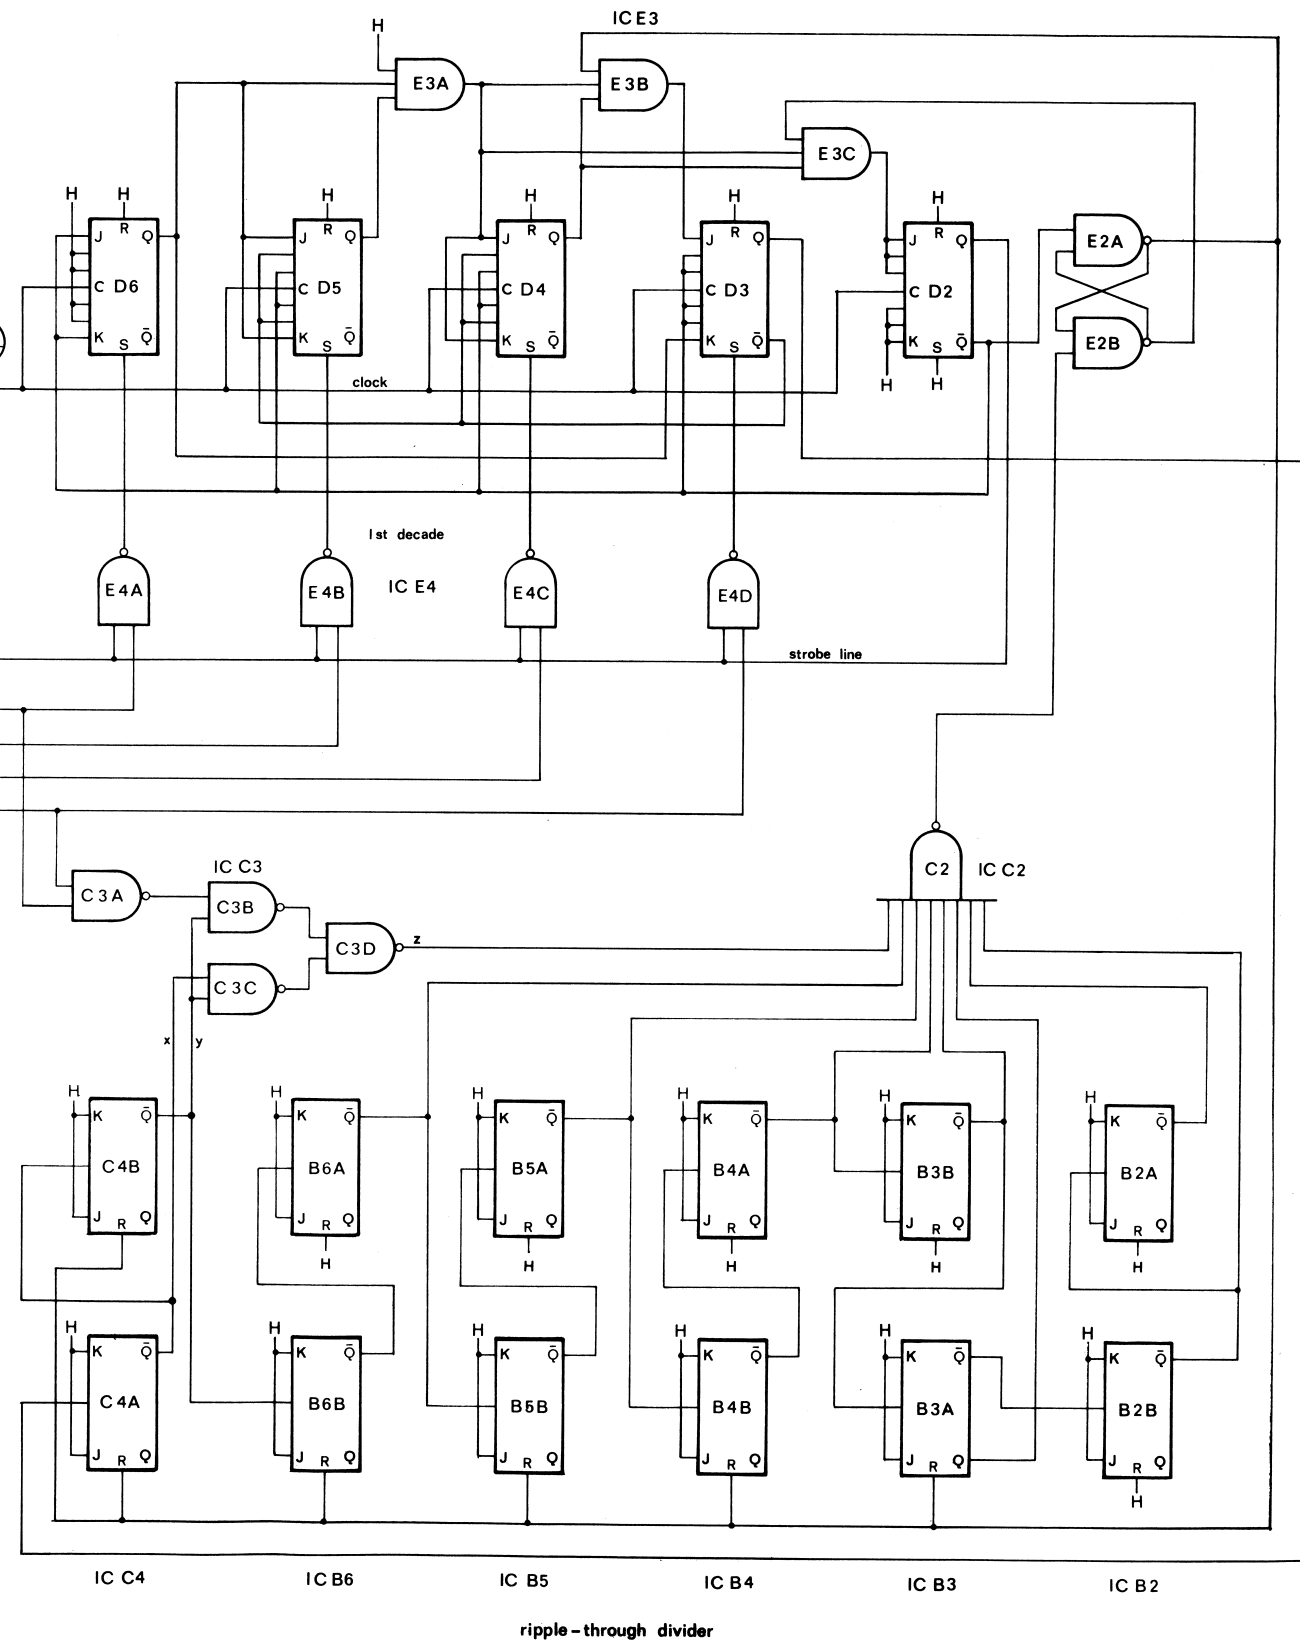 IC E3
H
E3A
E3B
E3C
H H
J R Q
C D6
K S Q̄
H
J R Q
C D5
K S Q̄
H
J R Q
C D4
K S Q̄
H
J R Q
C D3
K S Q̄
H
J R Q
C D2
K S Q̄
H H
E2A
E2B
clock
1st decade
IC E4
E4A
E4B
E4C
E4D
strobe line
IC C3
C3A
C3B
C3C
C3D
z
C2
IC C2
x y
H
K Q̄
C4B
J R Q
H
K Q̄
B6A
J R Q
H
H
K Q̄
B5A
J R Q
H
H
K Q̄
B4A
J R Q
H
H
K Q̄
B3B
J R Q
H
H
K Q̄
B2A
J R Q
H
H
K Q̄
C4A
J R Q
H
K Q̄
B6B
J R Q
H
K Q̄
B5B
J R Q
H
K Q̄
B4B
J R Q
H
K Q̄
B3A
J R Q
H
K Q̄
B2B
J R Q
H
IC C4
IC B6
IC B5
IC B4
IC B3
IC B2
ripple-through divider